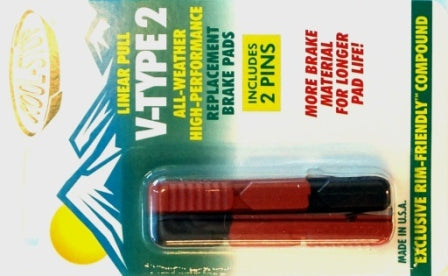 KOOL-STOP
LINEAR PULL
V-TYPE 2
ALL-WEATHER
HIGH-PERFORMANCE
REPLACEMENT
BRAKE PADS
INCLUDES
2 PINS
MORE BRAKE
MATERIAL
FOR LONGER
PAD LIFE!
MADE IN U.S.A.
"EXCLUSIVE RIM-FRIENDLY™ COMPOUND